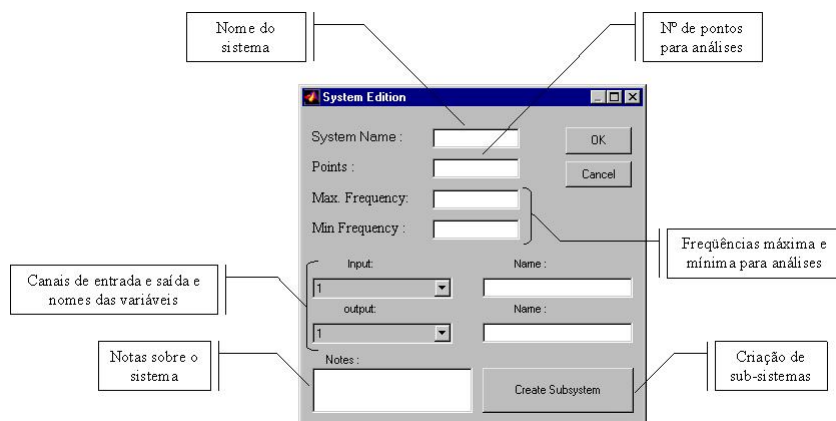 Nome do
sistema
Nº de pontos
para análises
System Edition
System Name :
OK
Points :
Cancel
Max. Frequency:
Min Frequency :
Freqüências máxima e
mínima para análises
Canais de entrada e saída e
nomes das variáveis
Input:
Name :
1
output:
Name :
1
Notas sobre o
sistema
Notes :
Create Subsystem
Criação de
sub-sistemas